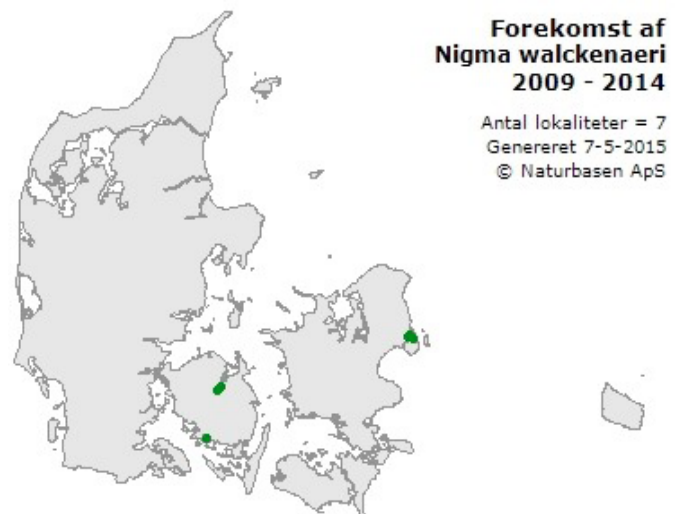 Forekomst af
Nigma walckenaeri
2009 - 2014
Antal lokaliteter = 7
Genereret 7-5-2015
© Naturbasen ApS